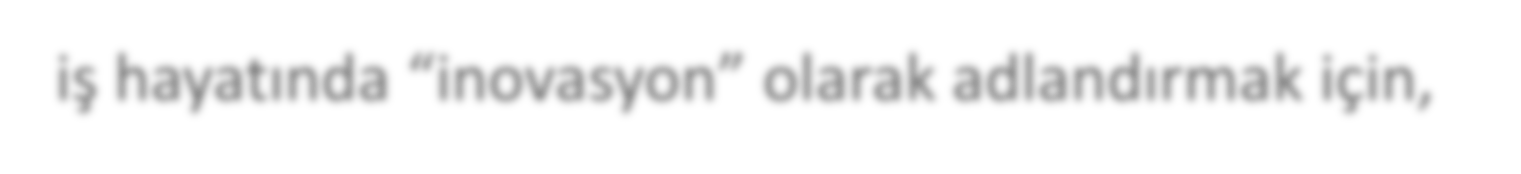 iş hayatında “inovasyon” olarak adlandırmak için,